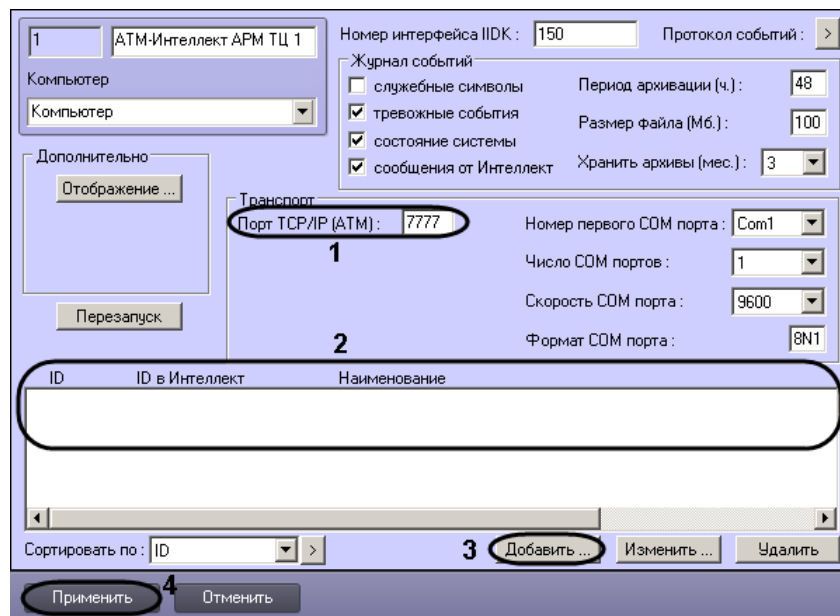 1 АТМ-Интеллект АРМ ТЦ 1
Компьютер
Компьютер
Номер интерфейса IIDK : 150 Протокол событий : >
Журнал событий
служебные символы
тревожные события
состояние системы
сообщения от Интеллект
Период архивации (ч.) : 48
Размер файла (Мб.) : 100
Хранить архивы (мес.) : 3
Дополнительно
Отображение ...
Перезапуск
Транспорт
Порт TCP/IP (ATM) : 7777
1
Номер первого COM порта : Com1
Число COM портов : 1
Скорость COM порта : 9600
Формат COM порта : 8N1
2
ID ID в Интеллект Наименование
Сортировать по : ID >
3 Добавить ... Изменить ... Удалить
Применить 4 Отменить